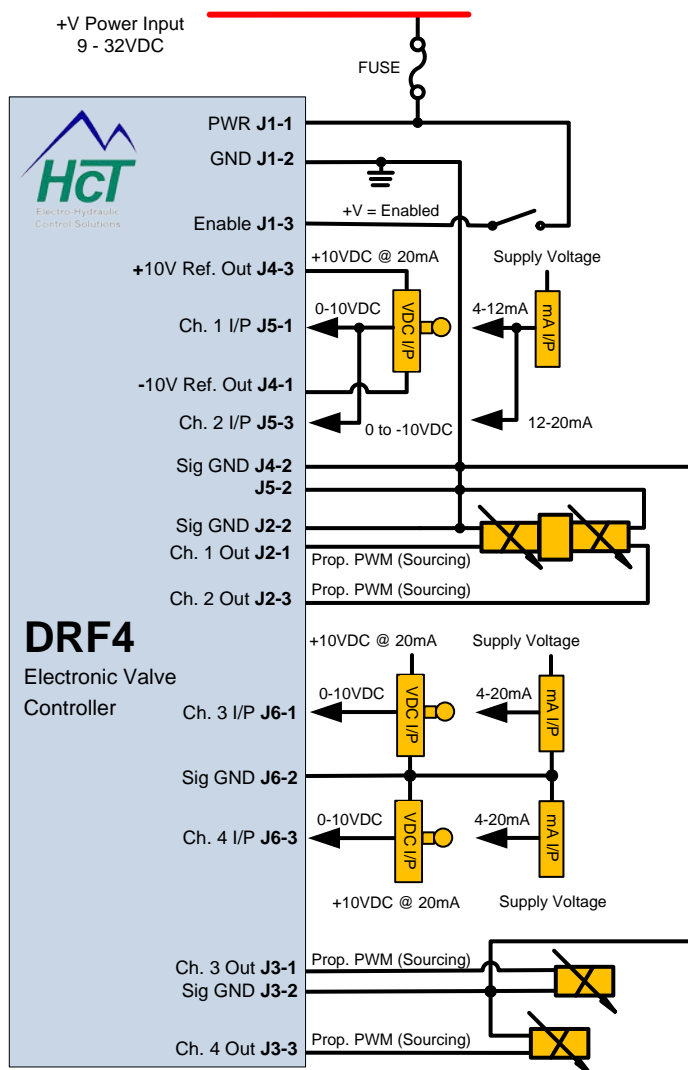 +V Power Input
9 - 32VDC
FUSE
HcT
Electro-Hydraulic
Control Solutions
PWR J1-1
GND J1-2
Enable J1-3
+V = Enabled
+10V Ref. Out J4-3
+10VDC @ 20mA
Supply Voltage
Ch. 1 I/P J5-1
0-10VDC
VDC I/P
4-12mA
mA I/P
-10V Ref. Out J4-1
Ch. 2 I/P J5-3
0 to -10VDC
12-20mA
Sig GND J4-2
J5-2
Sig GND J2-2
Ch. 1 Out J2-1
Prop. PWM (Sourcing)
Ch. 2 Out J2-3
Prop. PWM (Sourcing)
DRF4
Electronic Valve
Controller
+10VDC @ 20mA
Supply Voltage
Ch. 3 I/P J6-1
0-10VDC
VDC I/P
4-20mA
mA I/P
Sig GND J6-2
Ch. 4 I/P J6-3
0-10VDC
VDC I/P
4-20mA
mA I/P
+10VDC @ 20mA
Supply Voltage
Ch. 3 Out J3-1
Prop. PWM (Sourcing)
Sig GND J3-2
Ch. 4 Out J3-3
Prop. PWM (Sourcing)